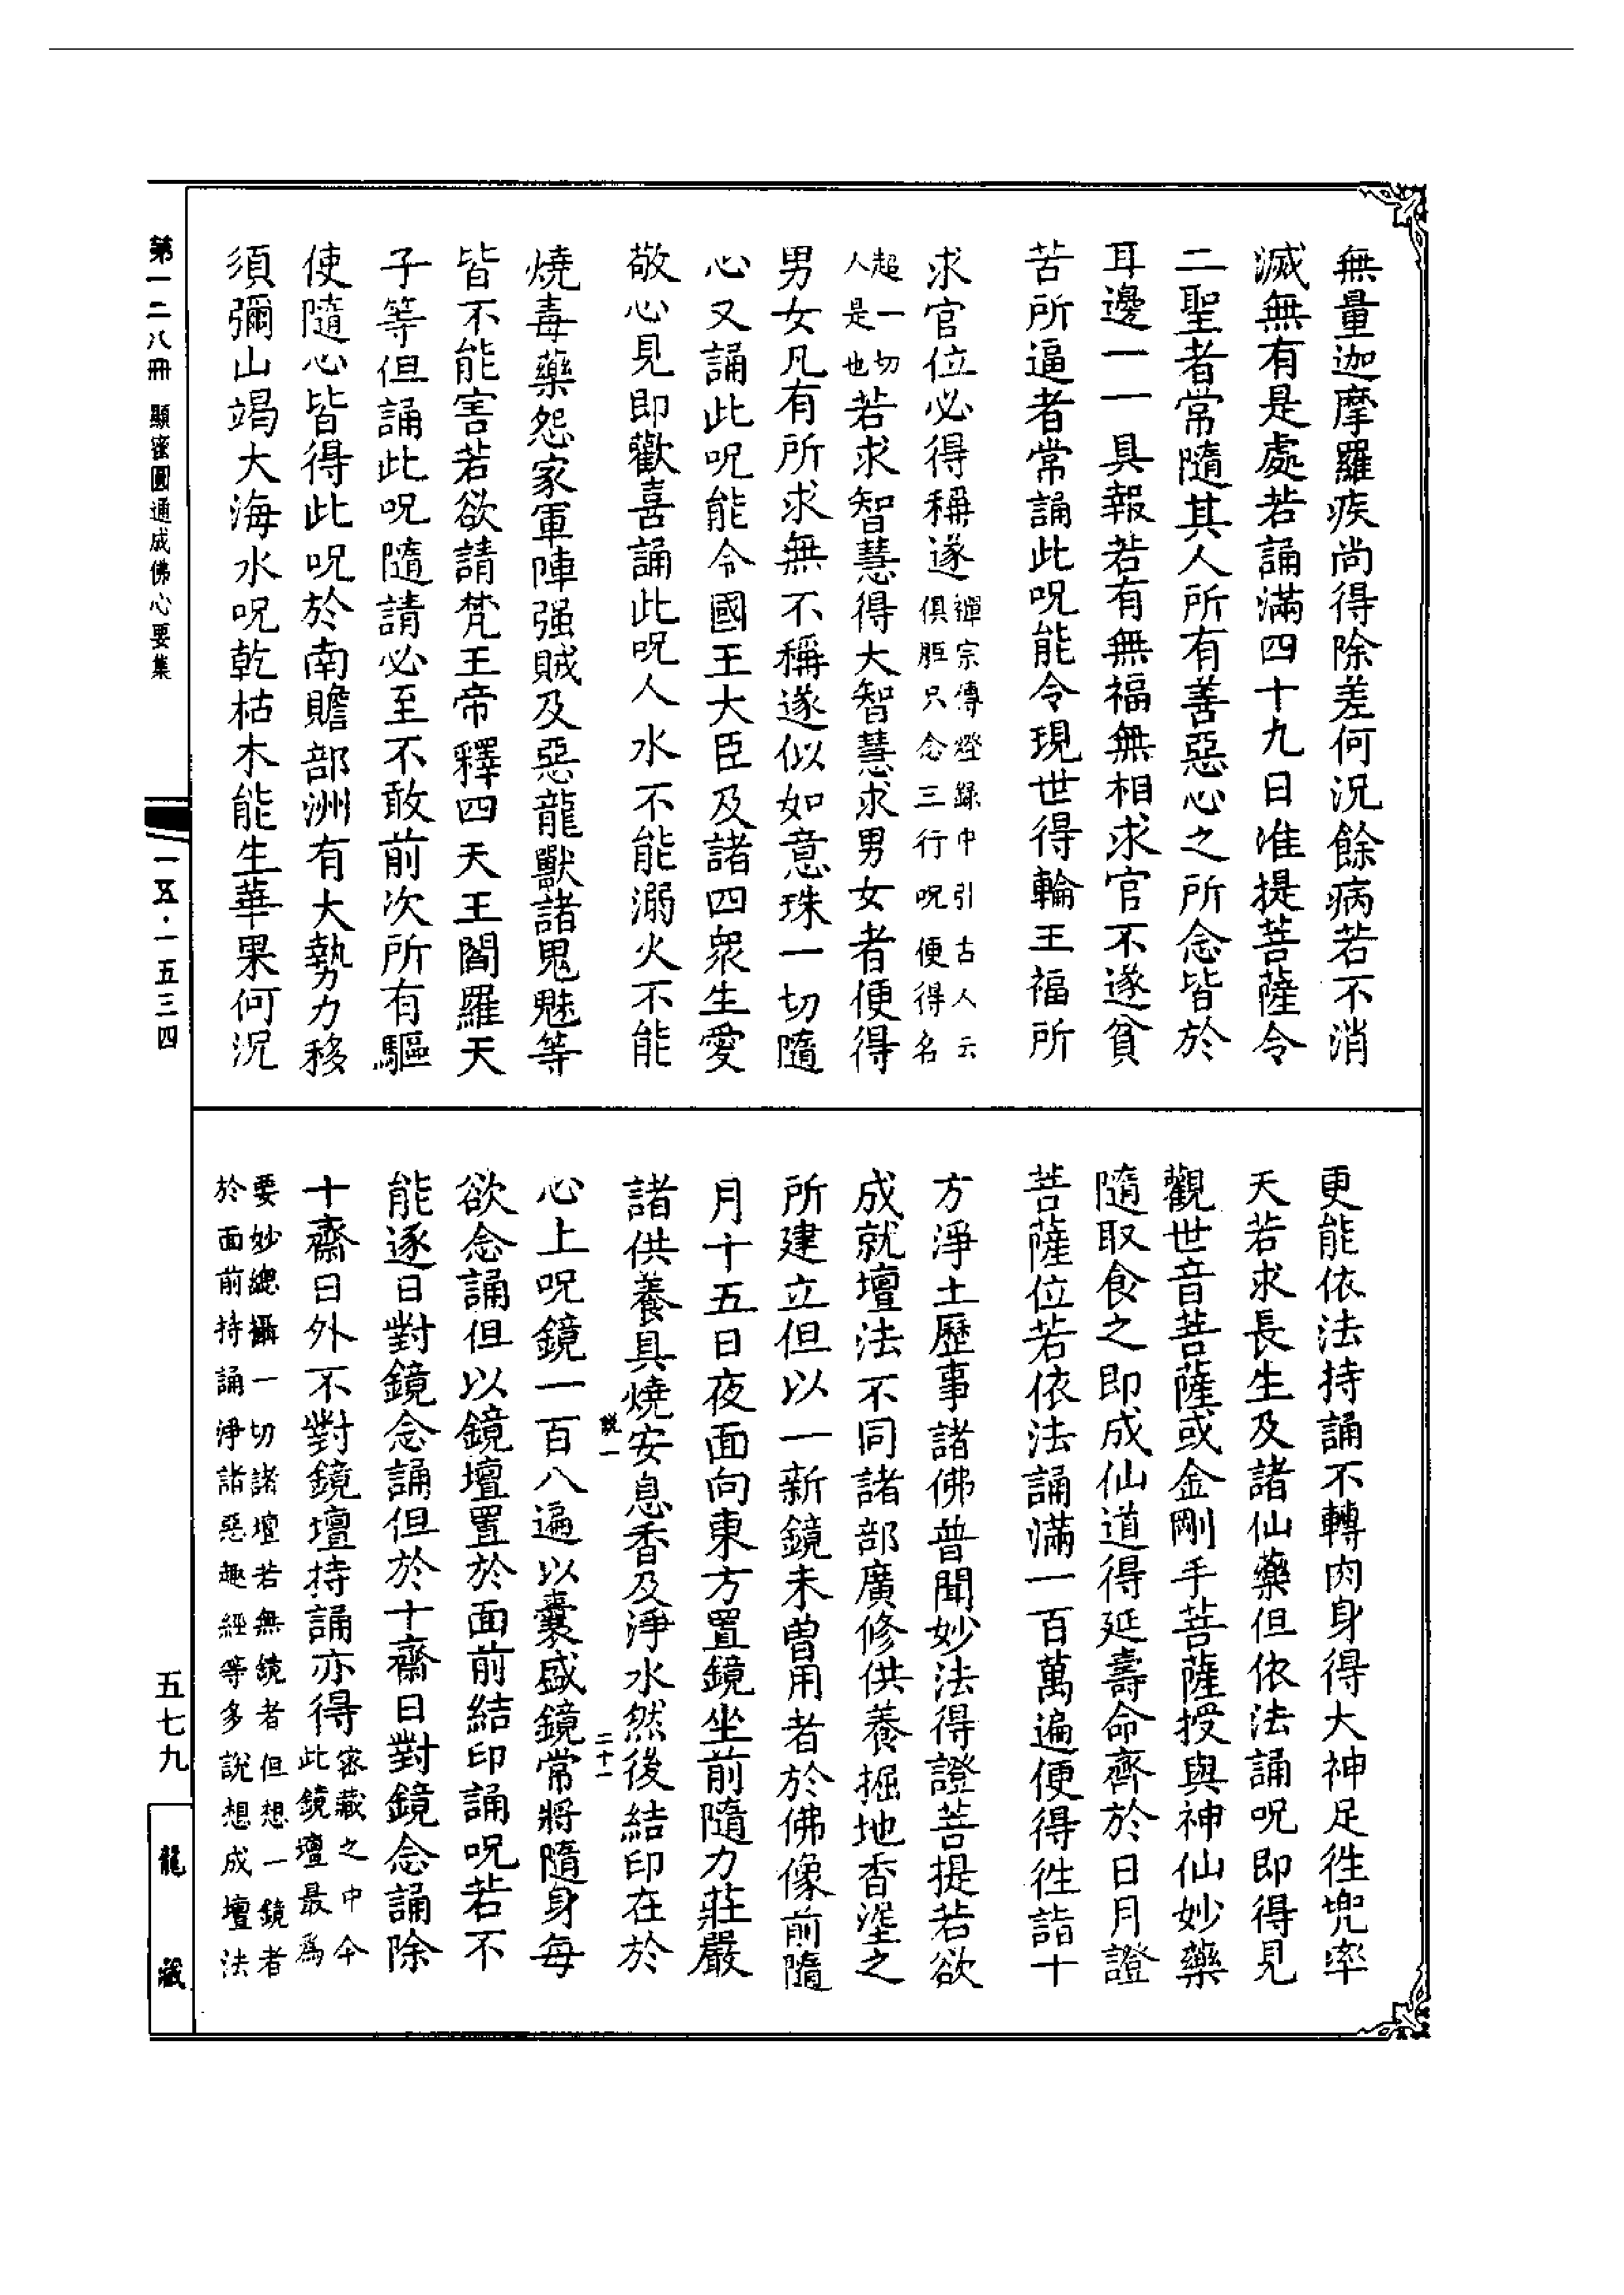 無量迦摩羅疾尚得除差何況餘病若不消
滅無有是處若誦滿四十九日准提菩薩令
二聖者常隨其人所有善惡心之所念皆於
耳邊一一具報若有無福無相求官不遂貧
苦所逼者常誦此呪能令現世得輪王福所
求官位必得稱遂禪宗傳燈錄中引古人云俱胝只念三行呪便得名
超一切人是也若求智慧得大智慧求男女者便得
男女凡有所求無不稱遂似如意珠一切隨
心又誦此呪能令國王大臣及諸四衆生愛
敬心見即歡喜誦此呪人水不能溺火不能
燒毒藥怨家軍陣强賊及惡龍獸諸鬼魅等
皆不能害若欲請梵王帝釋四天王閻羅天
子等但誦此呪隨請必至不敢前次所有驅
使隨心皆得此呪於南贍部洲有大勢力移
須彌山竭大海水呪乾枯木能生華果何況
更能依法持誦不轉肉身得大神足徃兜率
天若求長生及諸仙藥但依法誦呪即得見
觀世音菩薩或金剛手菩薩授與神仙妙藥
隨取食之即成仙道得延壽命齊於日月證
菩薩位若依法誦滿一百萬遍便得徃詣十
方淨土歷事諸佛普聞妙法得證菩提若欲
成就壇法不同諸部廣修供養掘地香塗之
所建立但以一新鏡未曽用者於佛像前隨
月十五日夜面向東方置鏡坐前隨力莊嚴
諸供養具燒安息香及淨水然後結印在於
説一
二十一
心上呪鏡一百八遍以囊盛鏡常將隨身每
欲念誦但以鏡壇置於面前結印誦呪若不
能逐日對鏡念誦但於十齋日對鏡念誦除
十齋日外不對鏡壇持誦亦得密藏之中今此鏡壇最爲
要妙總攝一切諸壇若無鏡者但想一鏡者
於面前持誦淨諸惡趣經等多說想成壇法
第一二八冊 顯蜜圓通成佛心要集
一五五·一五三四
五七九
龍藏